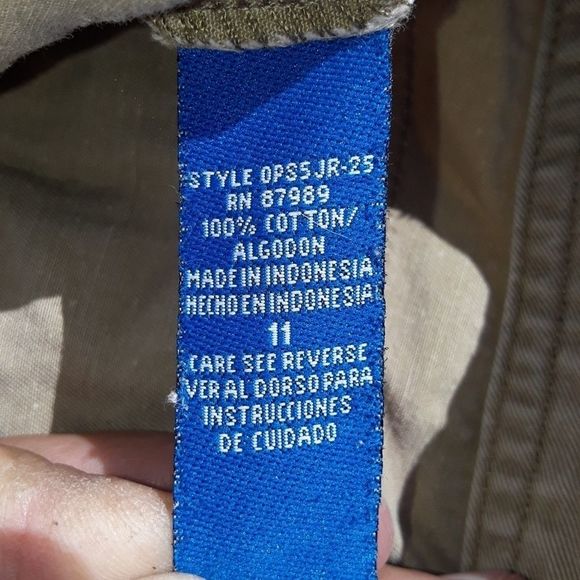 STYLE OP35JR-25
RN 87989
100% COTTON/
ALGODON
MADE IN INDONESIA
HECHO EN INDONESIA
11
CARE SEE REVERSE
VER AL DORSO PARA
INSTRUCCIONES
DE CUIDADO